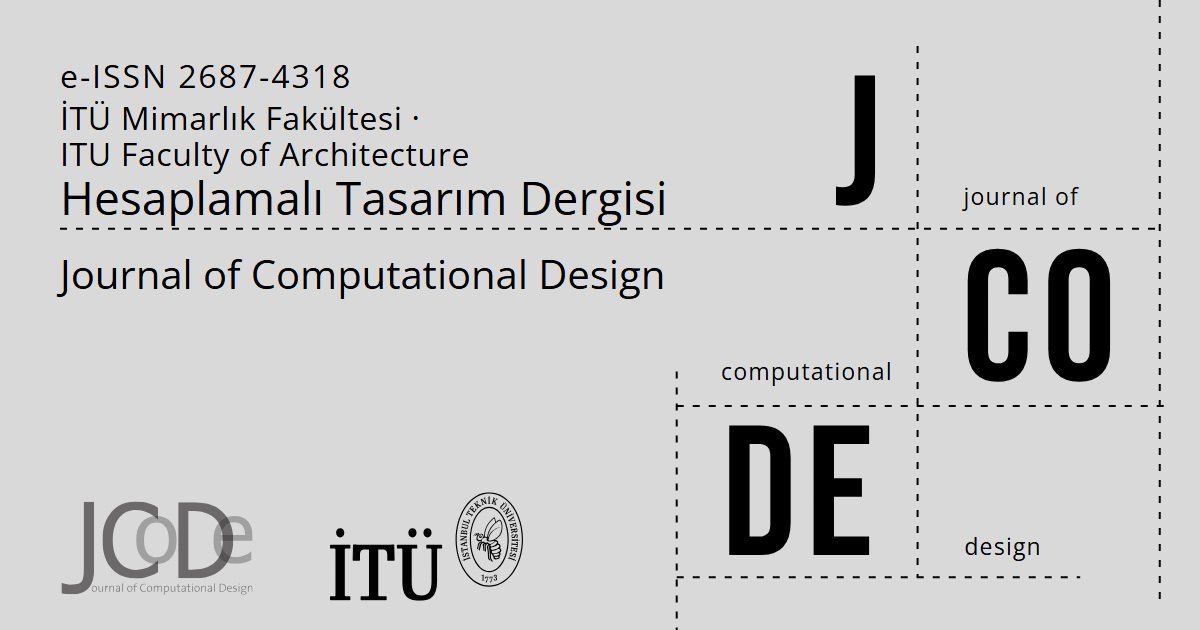 e-ISSN 2687-4318
İTÜ Mimarlık Fakültesi ·
ITU Faculty of Architecture
Hesaplamalı Tasarım Dergisi
Journal of Computational Design
J
journal of
CO
computational
DE
design
JCoDe
Journal of Computational Design
İTÜ
İSTANBUL TEKNİK ÜNİVERSİTESİ
1773